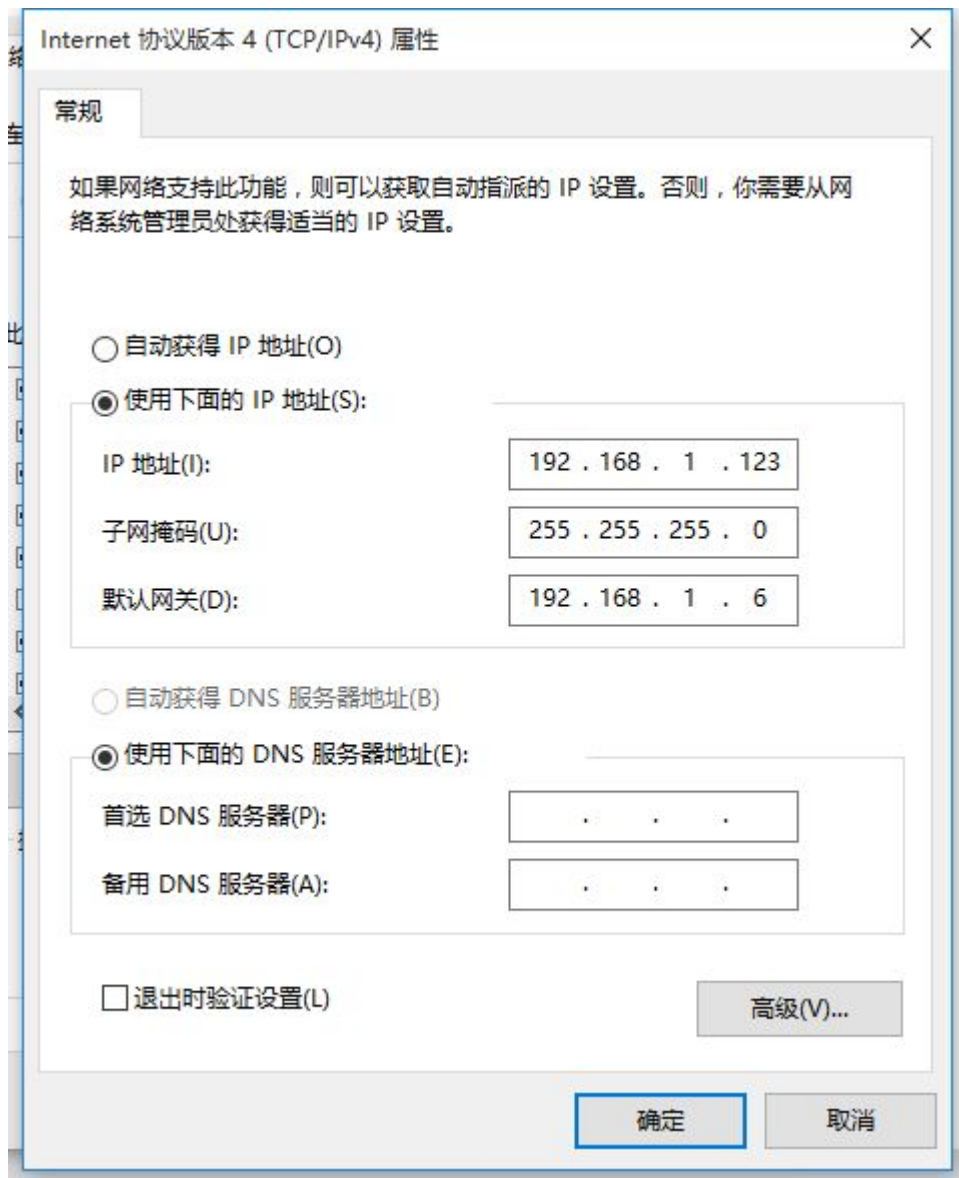 Internet 协议版本 4 (TCP/IPv4) 属性
常规
如果网络支持此功能，则可以获取自动指派的 IP 设置。否则，你需要从网
络系统管理员处获得适当的 IP 设置。
自动获得 IP 地址(O)
使用下面的 IP 地址(S):
IP 地址(I):
192 . 168 . 1 . 123
子网掩码(U):
255 . 255 . 255 . 0
默认网关(D):
192 . 168 . 1 . 6
自动获得 DNS 服务器地址(B)
使用下面的 DNS 服务器地址(E):
首选 DNS 服务器(P):
. . .
备用 DNS 服务器(A):
. . .
退出时验证设置(L)
高级(V)...
确定
取消